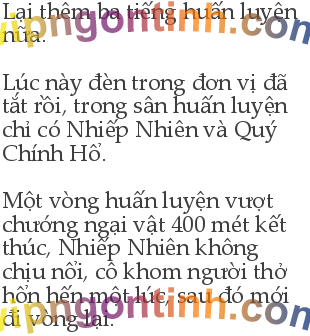 Lại thêm ba tiếng huấn luyện
nữa.
Lúc này đèn trong đơn vị đã
tắt rồi, trong sân huấn luyện
chỉ có Nhiếp Nhiên và Quý
Chính Hổ.
Một vòng huấn luyện vượt
chướng ngại vật 400 mét kết
thúc, Nhiếp Nhiên không
chịu nổi, cô khom người thở
hổn hển một lúc, sau đó mới
đi vòng lại.